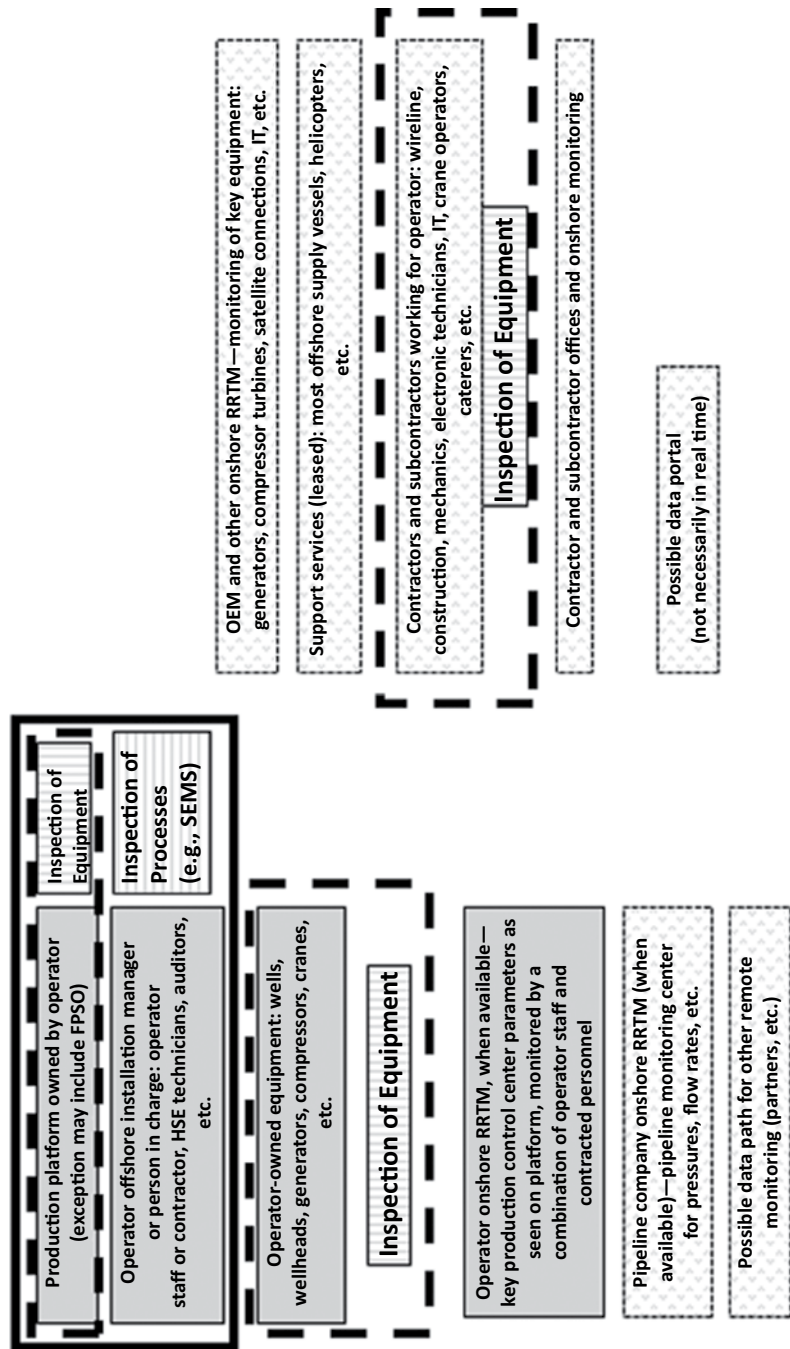 Production platform owned by operator
(exception may include FPSO)
Inspection of
Equipment
Operator offshore installation manager
or person in charge: operator
staff or contractor, HSE technicians, auditors,
etc.
Inspection of
Processes
(e.g., SEMS)
Operator-owned equipment: wells,
wellheads, generators, compressors, cranes,
etc.
Inspection of Equipment
Operator onshore RRTM, when available—
key production control center parameters as
seen on platform, monitored by a
combination of operator staff and
contracted personnel
Pipeline company onshore RRTM (when
available)—pipeline monitoring center
for pressures, flow rates, etc.
Possible data path for other remote
monitoring (partners, etc.)
OEM and other onshore RRTM—monitoring of key equipment:
generators, compressor turbines, satellite connections, IT, etc.
Support services (leased): most offshore supply vessels, helicopters,
etc.
Contractors and subcontractors working for operator: wireline,
construction, mechanics, electronic technicians, IT, crane operators,
caterers, etc.
Inspection of Equipment
Contractor and subcontractor offices and onshore monitoring
Possible data portal
(not necessarily in real time)